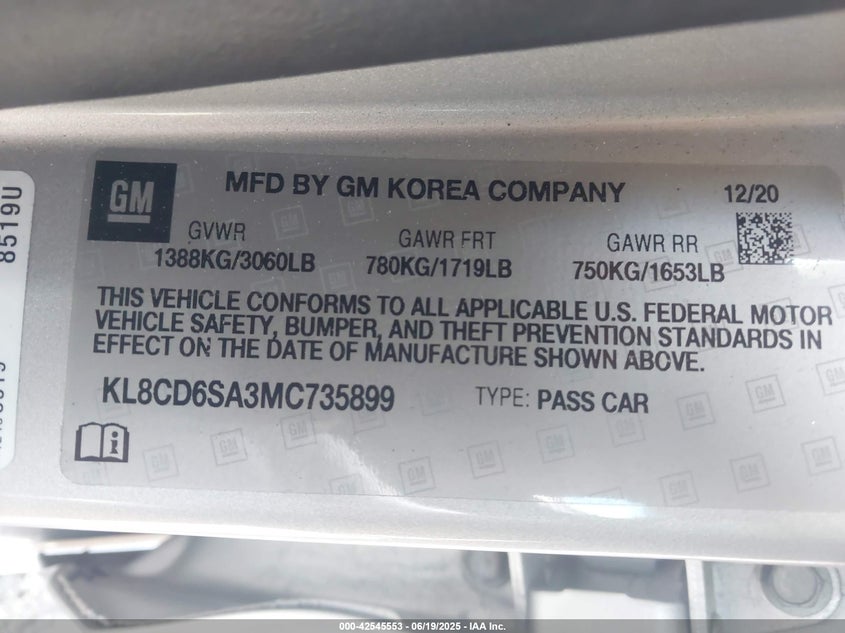 GM
MFD BY GM KOREA COMPANY 12/20
GVWR GAWR FRT GAWR RR
1388KG/3060LB 780KG/1719LB 750KG/1653LB
THIS VEHICLE CONFORMS TO ALL APPLICABLE U.S. FEDERAL MOTOR
VEHICLE SAFETY, BUMPER, AND THEFT PREVENTION STANDARDS IN
EFFECT ON THE DATE OF MANUFACTURE SHOWN ABOVE.
KL8CD6SA3MC735899 TYPE: PASS CAR
8519U
000-42545553 - 06/19/2025 - IAA Inc.